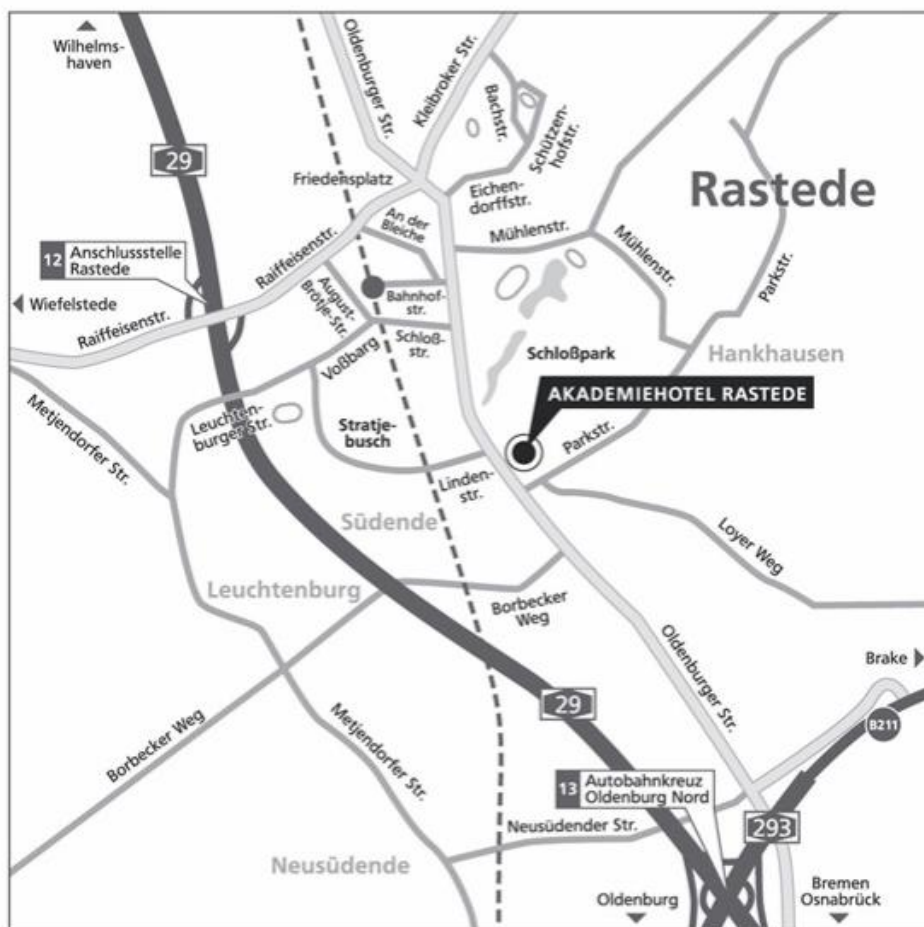 Wilhelms-
haven
Oldenburger Str.
Kleibroker Str.
Bachstr.
Schützen-
hofstr.
29
Friedensplatz
Eichen-
dorffstr.
Rastede
An der
Bleiche
Mühlenstr.
Mühlenstr.
12
Anschlussstelle
Rastede
Raiffeisenstr.
Parkstr.
Wiefelstede
Raiffeisenstr.
August-
Brötje-Str.
Bahnhof-
str.
Schloß-
str.
Voßbarg
Schloßpark
Hankhausen
AKADEMIEHOTEL RASTEDE
Metjendorfer Str.
Leuchten-
burger Str.
Stratje-
busch
Parkstr.
Linden-
str.
Südende
Loyer Weg
Leuchtenburg
Borbecker
Weg
Oldenburger Str.
Brake
29
B211
Borbecker Weg
Metjendorfer Str.
13
Autobahnkreuz
Oldenburg Nord
Neusüdender Str.
293
Neusüdende
Oldenburg
Bremen
Osnabrück